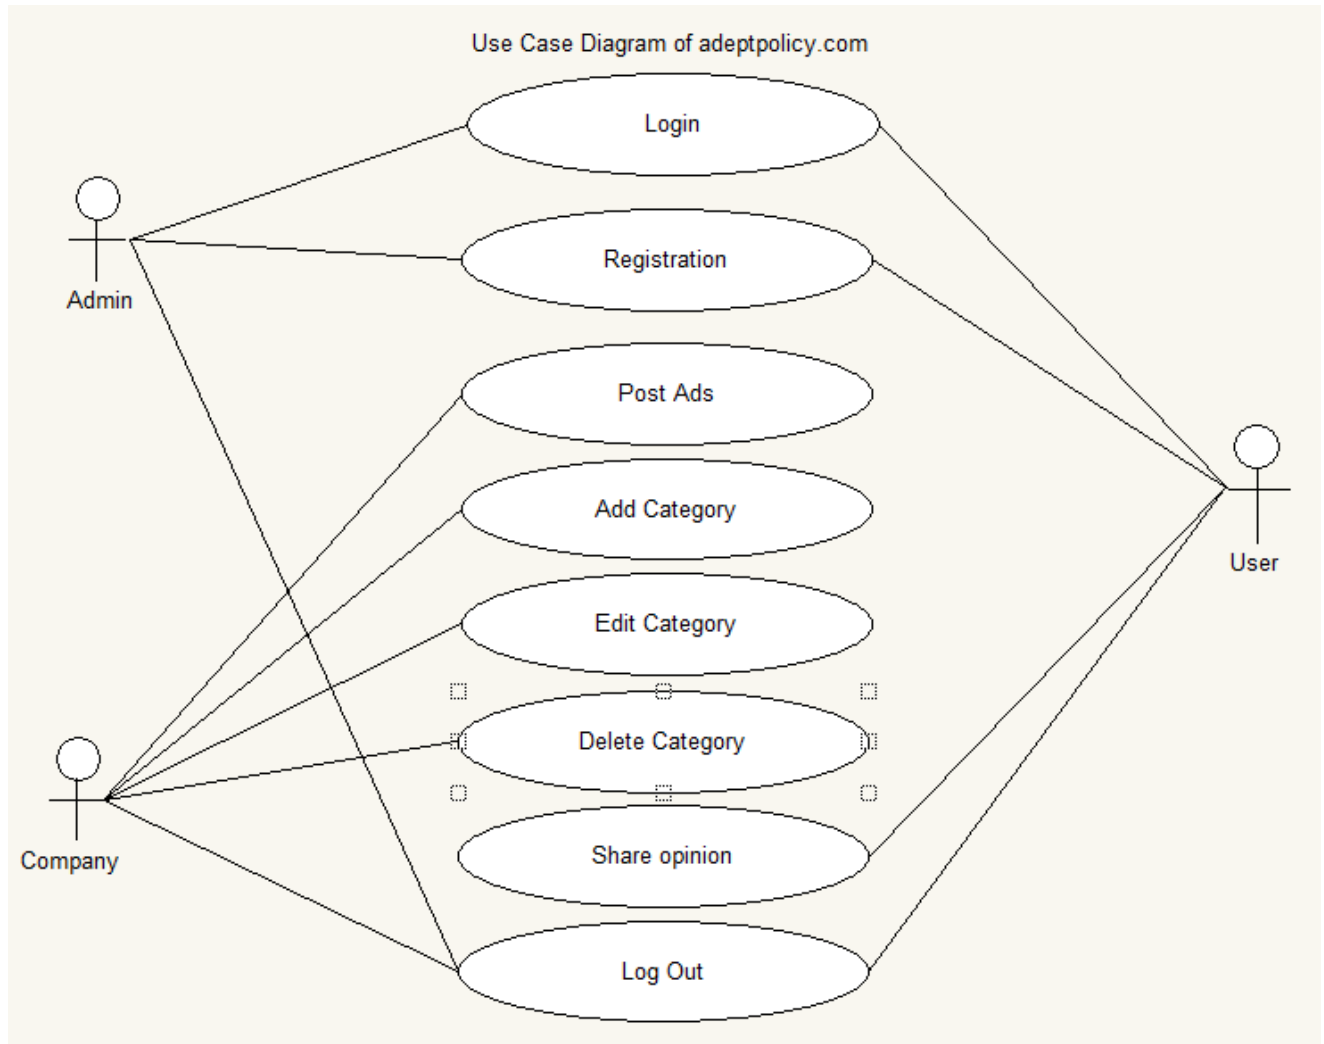 Use Case Diagram of adeptpolicy.com
Login
Registration
Admin
Post Ads
Add Category
User
Edit Category
Delete Category
Company
Share opinion
Log Out